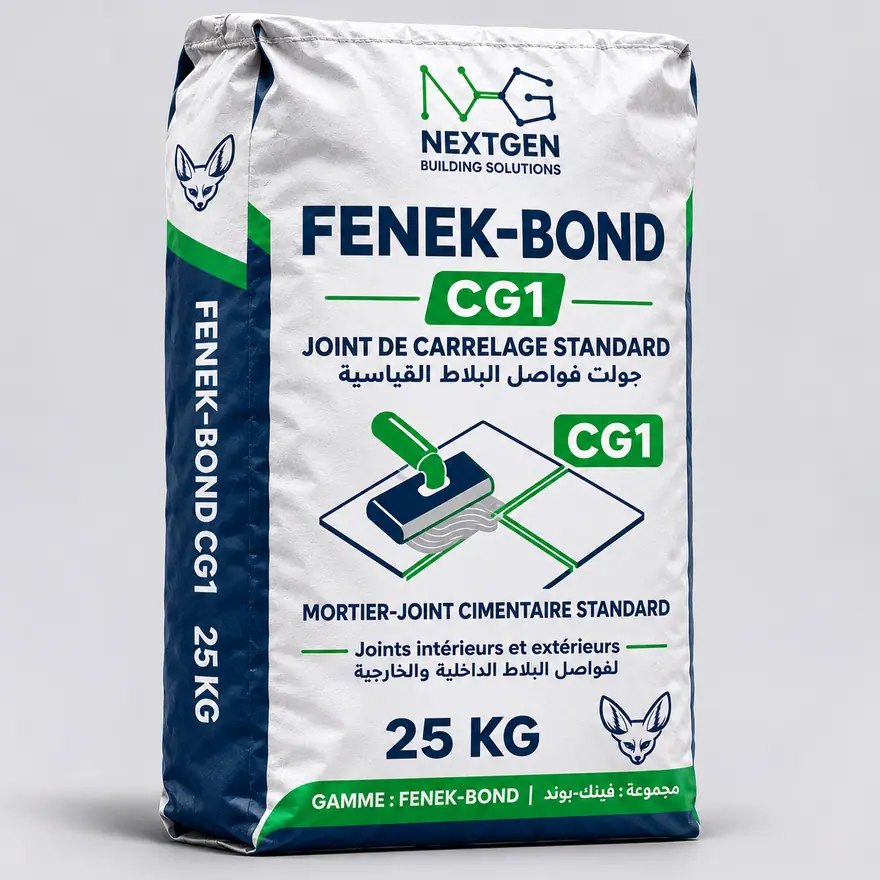 NG
NEXTGEN
BUILDING SOLUTIONS
FENEK-BOND
CG1
JOINT DE CARRELAGE STANDARD
جولت فواصل البلاط القياسية
CG1
MORTIER-JOINT CIMENTAIRE STANDARD
Joints intérieurs et extérieurs
لفواصل البلاط الداخلية والخارجية
25 KG
GAMME : FENEK-BOND | مجموعة : فينك-بوند
FENEK-BOND CG1 25 KG